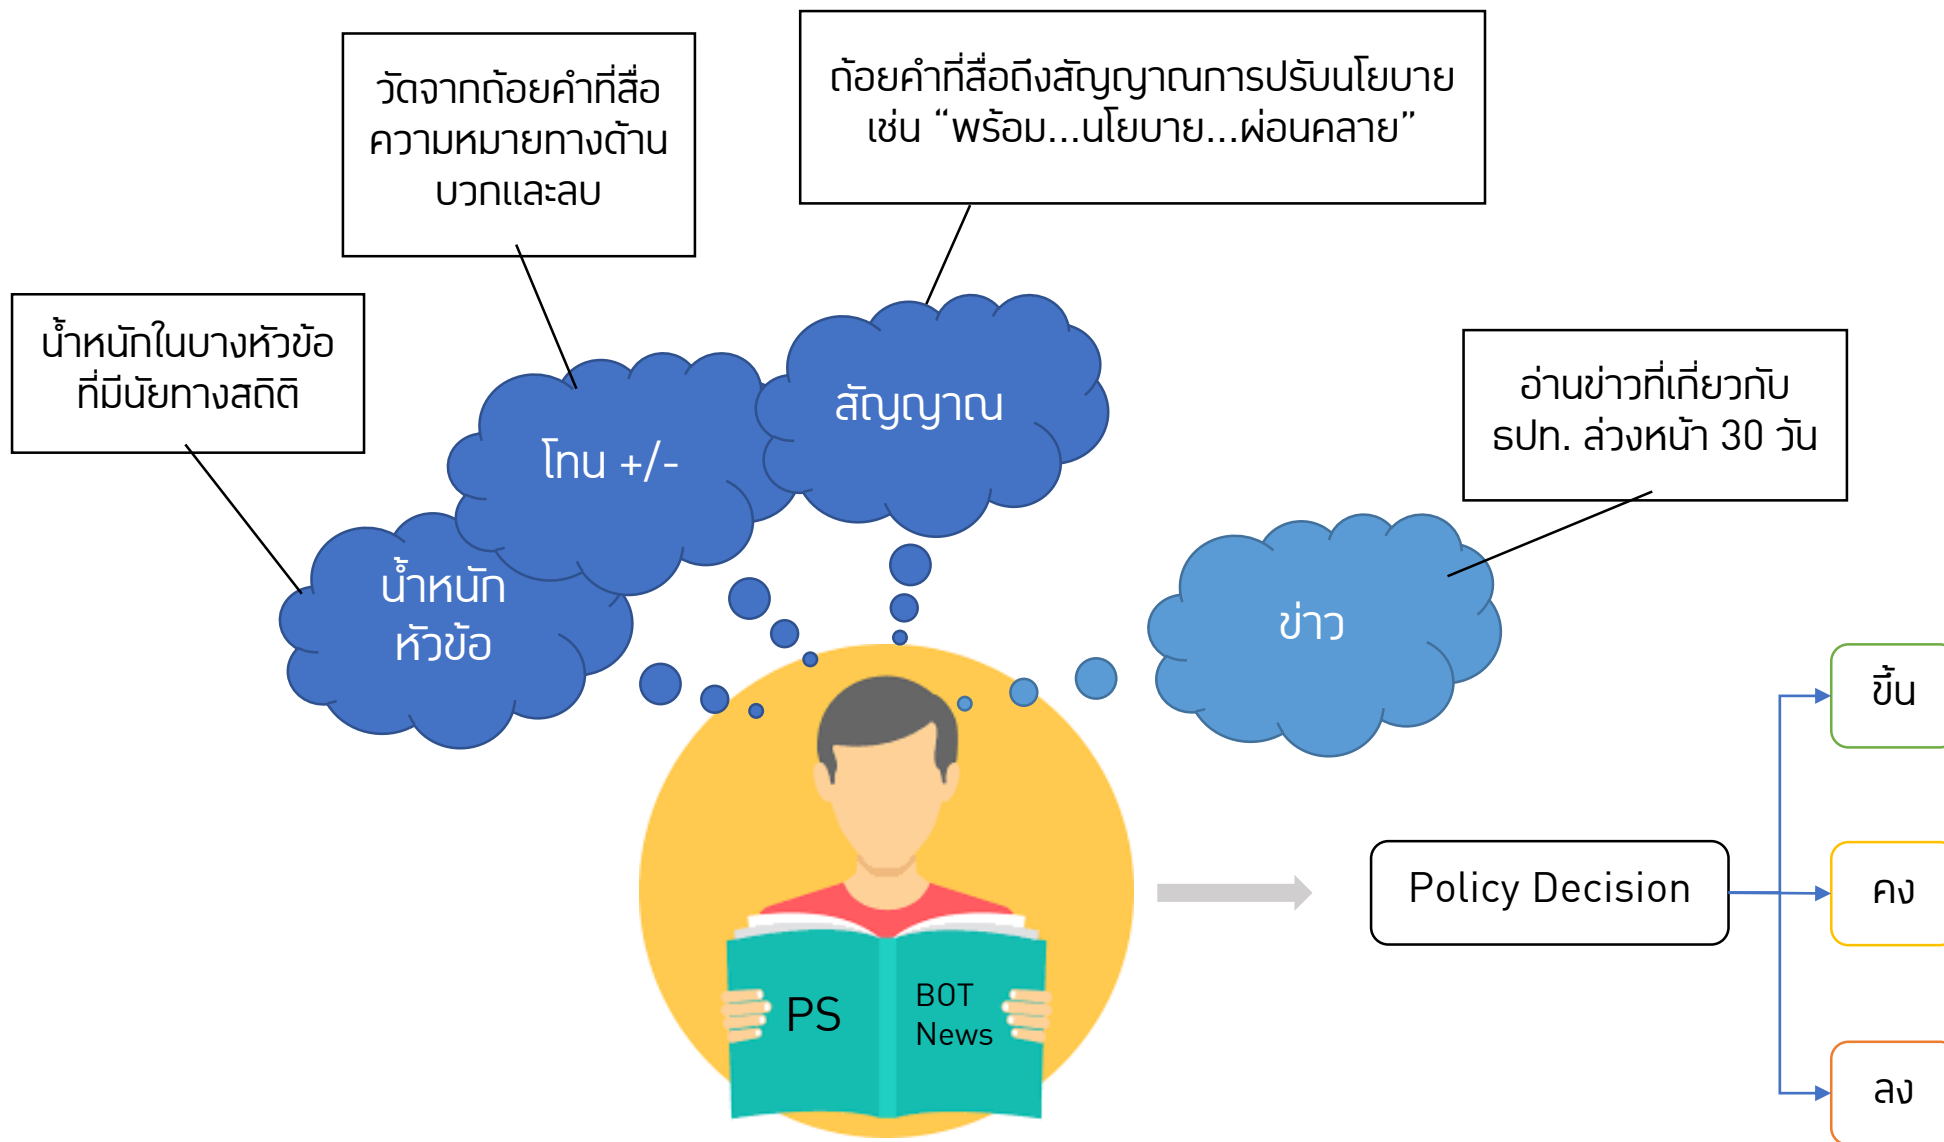 ถ้อยคำที่สื่อถึงสัญญาณการปรับนโยบาย
เช่น “พร้อม...นโยบาย...ผ่อนคลาย”
วัดจากถ้อยคำที่สื่อ
ความหมายทางด้าน
บวกและลบ
น้ำหนักในบางหัวข้อ
ที่มีนัยทางสถิติ
อ่านข่าวที่เกี่ยวกับ
ธปท. ล่วงหน้า 30 วัน
สัญญาณ
โทน +/-
น้ำหนัก
หัวข้อ
ข่าว
ขึ้น
Policy Decision
คง
PS
BOT
News
ลง